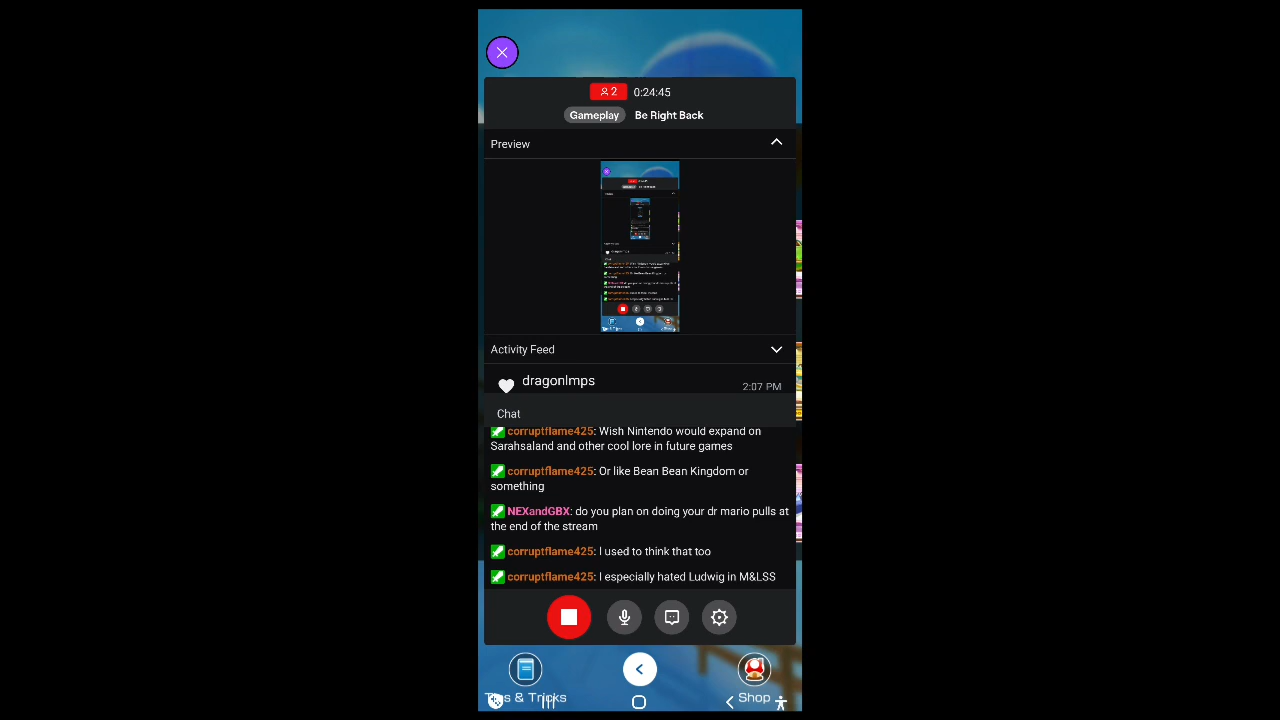 2 0:24:45
Gameplay Be Right Back
Preview
Activity Feed
dragonlmps
2:07 PM
Chat
corruptflame425: Wish Nintendo would expand on
Sarahsaland and other cool lore in future games
corruptflame425: Or like Bean Bean Kingdom or
something
NEXandGBX: do you plan on doing your dr mario pulls at
the end of the stream
corruptflame425: I used to think that too
corruptflame425: I especially hated Ludwig in M&LSS
Tips & Tricks
Shop